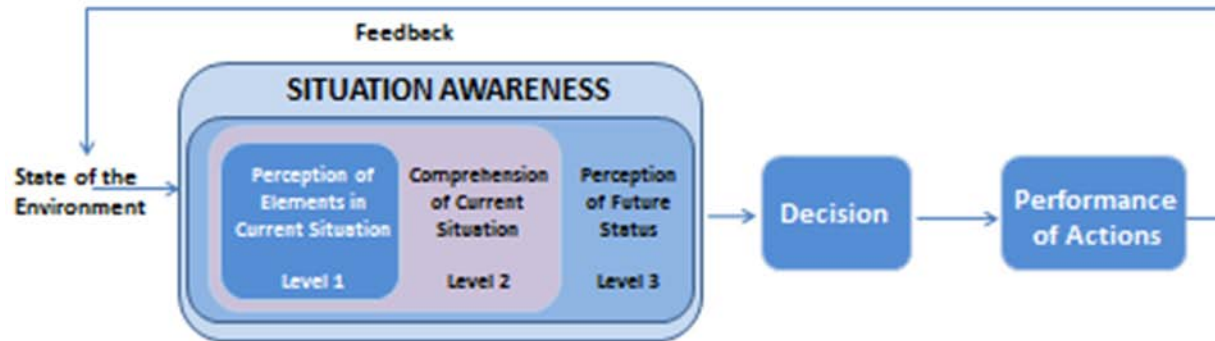 Feedback
SITUATION AWARENESS
State of the
Environment
Perception of
Elements in
Current Situation
Level 1
Comprehension
of Current
Situation
Level 2
Perception
of Future
Status
Level 3
Decision
Performance
of Actions